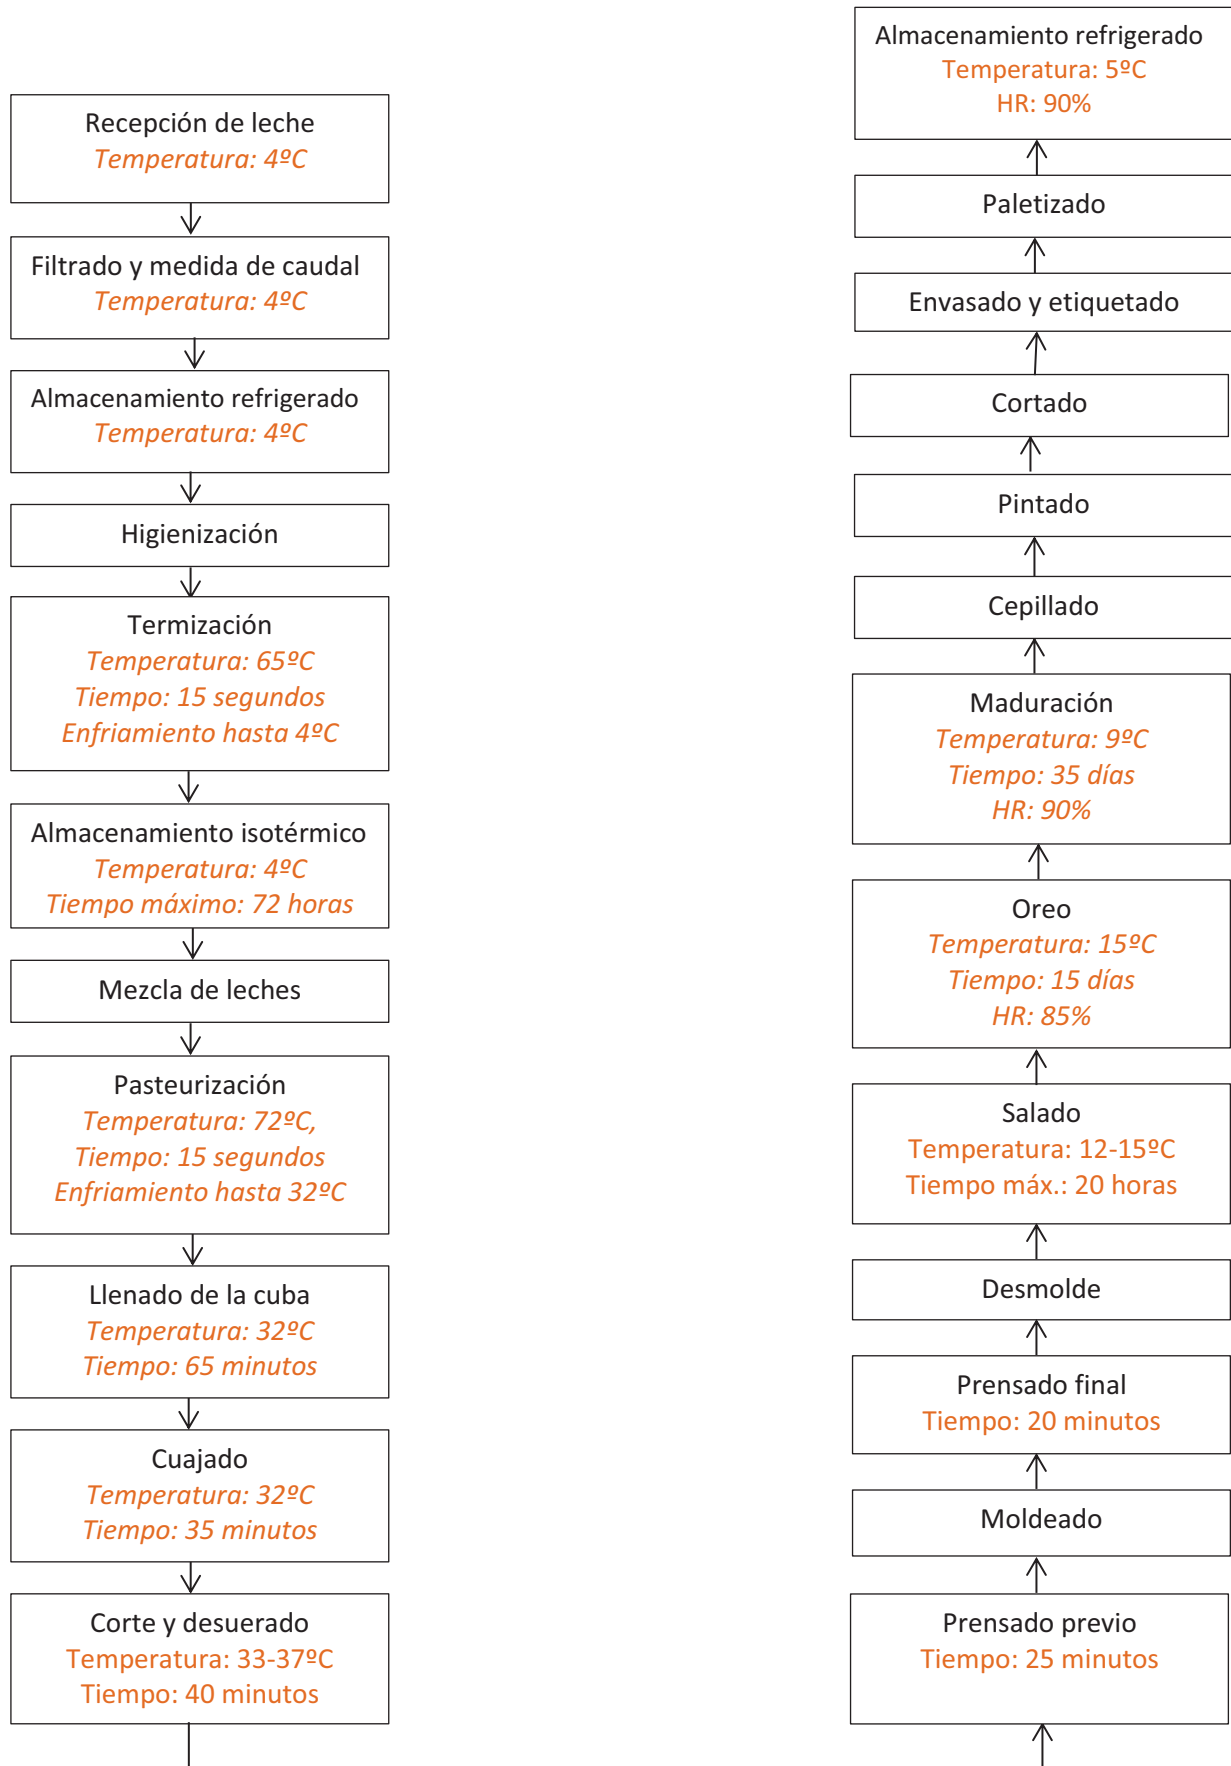 Recepción de leche
Temperatura: 4ºC
Filtrado y medida de caudal
Temperatura: 4ºC
Almacenamiento refrigerado
Temperatura: 4ºC
Higienización
Termización
Temperatura: 65ºC
Tiempo: 15 segundos
Enfriamiento hasta 4ºC
Almacenamiento isotérmico
Temperatura: 4ºC
Tiempo máximo: 72 horas
Mezcla de leches
Pasteurización
Temperatura: 72ºC,
Tiempo: 15 segundos
Enfriamiento hasta 32ºC
Llenado de la cuba
Temperatura: 32ºC
Tiempo: 65 minutos
Cuajado
Temperatura: 32ºC
Tiempo: 35 minutos
Corte y desuerado
Temperatura: 33-37ºC
Tiempo: 40 minutos
Prensado previo
Tiempo: 25 minutos
Moldeado
Prensado final
Tiempo: 20 minutos
Desmolde
Salado
Temperatura: 12-15ºC
Tiempo máx.: 20 horas
Oreo
Temperatura: 15ºC
Tiempo: 15 días
HR: 85%
Maduración
Temperatura: 9ºC
Tiempo: 35 días
HR: 90%
Cepillado
Pintado
Cortado
Envasado y etiquetado
Paletizado
Almacenamiento refrigerado
Temperatura: 5ºC
HR: 90%